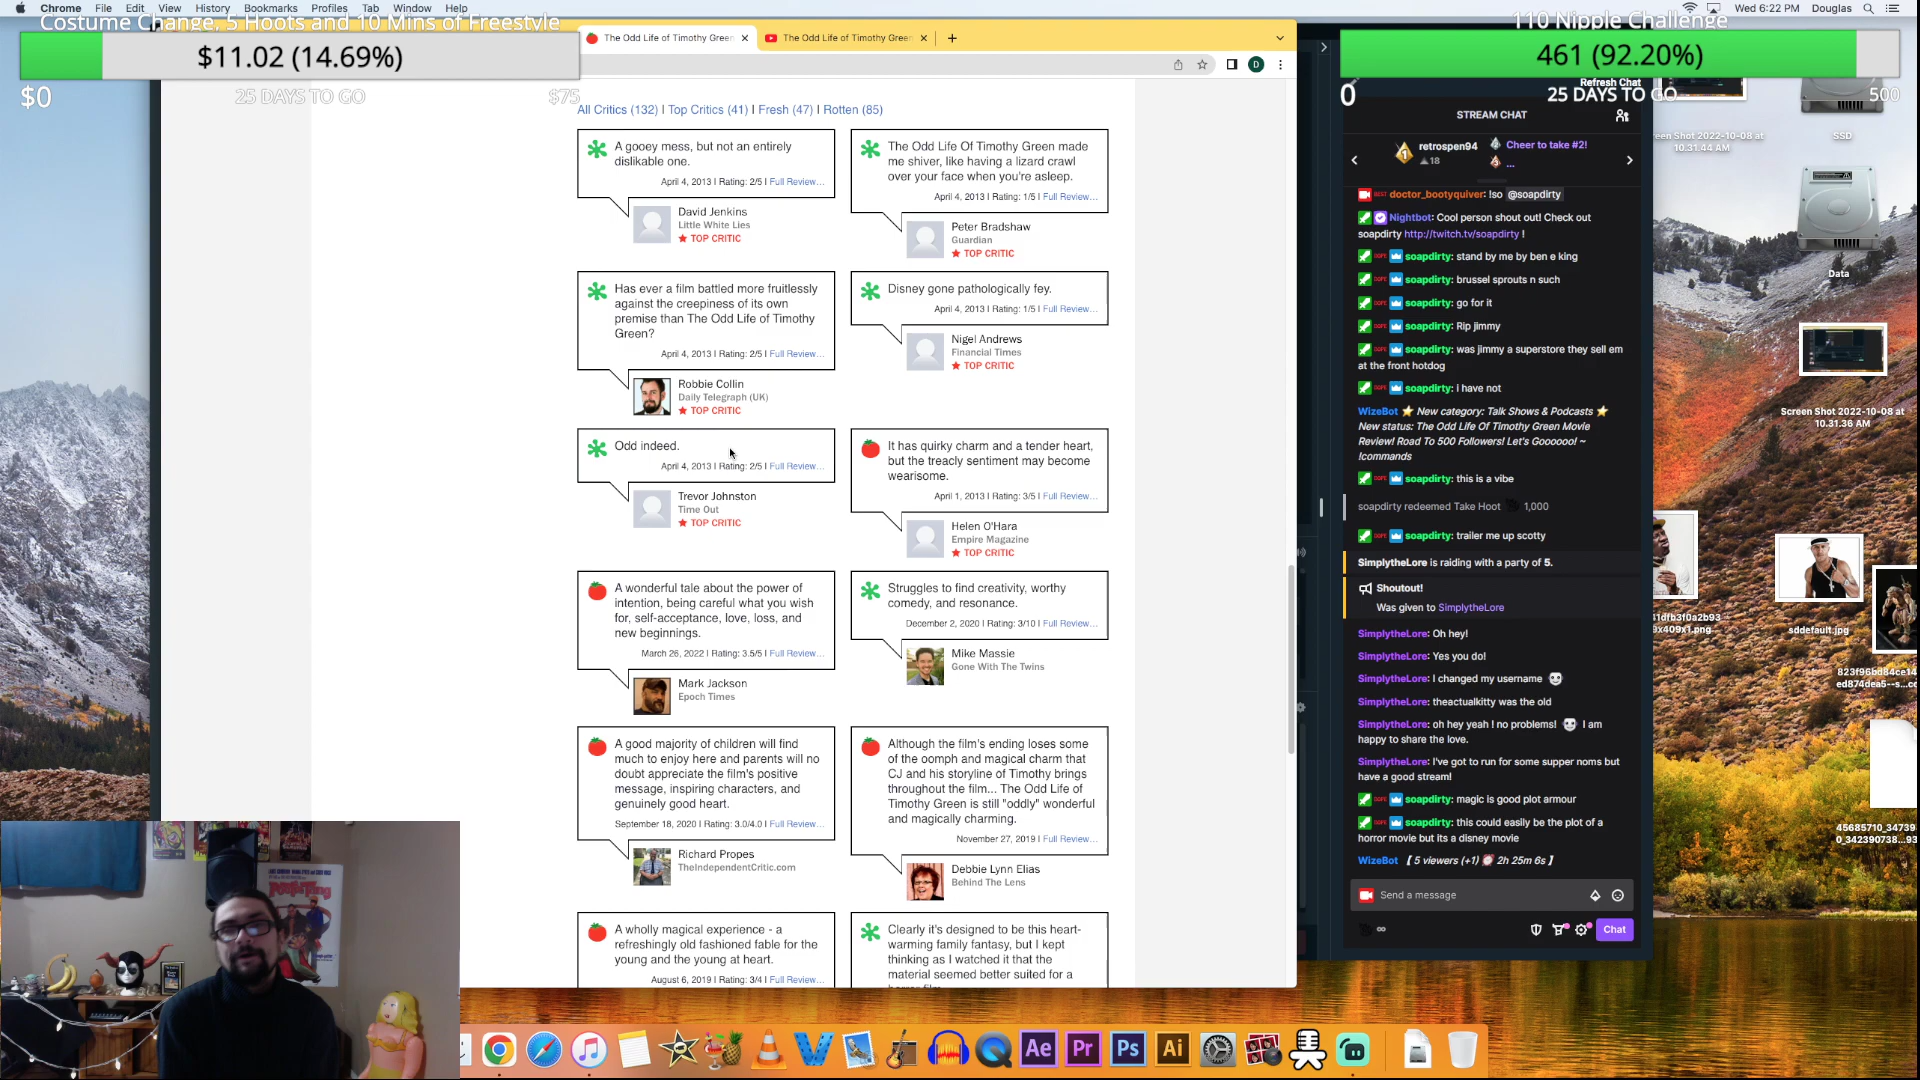 Chrome File Edit View History Bookmarks Profiles Tab Window Help
Wed 6:22 PM Douglas
Costume Change, 5 Hoots and 10 Mins of Freestyle
$11.02 (14.69%)
$0 25 DAYS TO GO $75
110 Nipple Challenge
461 (92.20%)
0 25 DAYS TO GO 500
The Odd Life of Timothy Green
The Odd Life of Timothy Green
D
All Critics (132) | Top Critics (41) | Fresh (47) | Rotten (85)
A gooey mess, but not an entirely
dislikable one.
April 4, 2013 | Rating: 2/5 | Full Review...
David Jenkins
Little White Lies
TOP CRITIC
The Odd Life Of Timothy Green made
me shiver, like having a lizard crawl
over your face when you're asleep.
April 4, 2013 | Rating: 1/5 | Full Review...
Peter Bradshaw
Guardian
TOP CRITIC
Has ever a film battled more fruitlessly
against the creepiness of its own
premise than The Odd Life of Timothy
Green?
April 4, 2013 | Rating: 2/5 | Full Review...
Robbie Collin
Daily Telegraph (UK)
TOP CRITIC
Disney gone pathologically fey.
April 4, 2013 | Rating: 1/5 | Full Review...
Nigel Andrews
Financial Times
TOP CRITIC
Odd indeed.
April 4, 2013 | Rating: 2/5 | Full Review...
Trevor Johnston
Time Out
TOP CRITIC
It has quirky charm and a tender heart,
but the treacly sentiment may become
wearisome.
April 1, 2013 | Rating: 3/5 | Full Review...
Helen O'Hara
Empire Magazine
TOP CRITIC
A wonderful tale about the power of
intention, being careful what you wish
for, self-acceptance, love, loss, and
new beginnings.
March 26, 2022 | Rating: 3.5/5 | Full Review...
Mark Jackson
Epoch Times
Struggles to find creativity, worthy
comedy, and resonance.
December 2, 2020 | Rating: 3/10 | Full Review...
Mike Massie
Gone With The Twins
A good majority of children will find
much to enjoy here and parents will no
doubt appreciate the film's positive
message, inspiring characters, and
genuinely good heart.
September 18, 2020 | Rating: 3.0/4.0 | Full Review...
Richard Propes
TheIndependentCritic.com
Although the film's ending loses some
of the oomph and magical charm that
CJ and his storyline of Timothy brings
throughout the film... The Odd Life of
Timothy Green is still "oddly" wonderful
and magically charming.
November 27, 2019 | Full Review...
Debbie Lynn Elias
Behind The Lens
A wholly magical experience - a
refreshingly old fashioned fable for the
young and the young at heart.
August 6, 2019 | Rating: 3/4 | Full Review...
Clearly it's designed to be this heart-
warming family fantasy, but I kept
thinking as I watched it that the
material seemed better suited for a
horror film
Refresh Chat
STREAM CHAT
retrospen94
18
Cheer to take #2!
...
doctor_bootyquiver: !so @soapdirty
Nightbot: Cool person shout out! Check out
soapdirty http://twitch.tv/soapdirty !
soapdirty: stand by me by ben e king
soapdirty: brussel sprouts n such
soapdirty: go for it
soapdirty: Rip jimmy
soapdirty: was jimmy a superstore they sell em
at the front hotdog
soapdirty: i have not
WizeBot New category: Talk Shows & Podcasts
New status: The Odd Life Of Timothy Green Movie
Review! Road To 500 Followers! Let's Goooooo! ~
!commands
soapdirty: this is a vibe
soapdirty redeemed Take Hoot 1,000
soapdirty: trailer me up scotty
SimplytheLore is raiding with a party of 5.
Shoutout!
Was given to SimplytheLore
SimplytheLore: Oh hey!
SimplytheLore: Yes you do!
SimplytheLore: I changed my username
SimplytheLore: theactualkitty was the old
SimplytheLore: oh hey yeah ! no problems! I am
happy to share the love.
SimplytheLore: I've got to run for some supper noms but
have a good stream!
soapdirty: magic is good plot armour
soapdirty: this could easily be the plot of a
horror movie but its a disney movie
WizeBot 【 5 viewers (+1) 2h 25m 6s 】
Send a message
Chat
een Shot 2022-10-08 at
10.31.44 AM
SSD
Data
Screen Shot 2022-10-08 at
10.31.36 AM
41dfb3f0a2b93
9x409x1.png
sddefault.jpg
823f96bd84ce14
ed874dea5--s...c
45685710_34739
0_342390738...93
Ae Pr Ps Ai